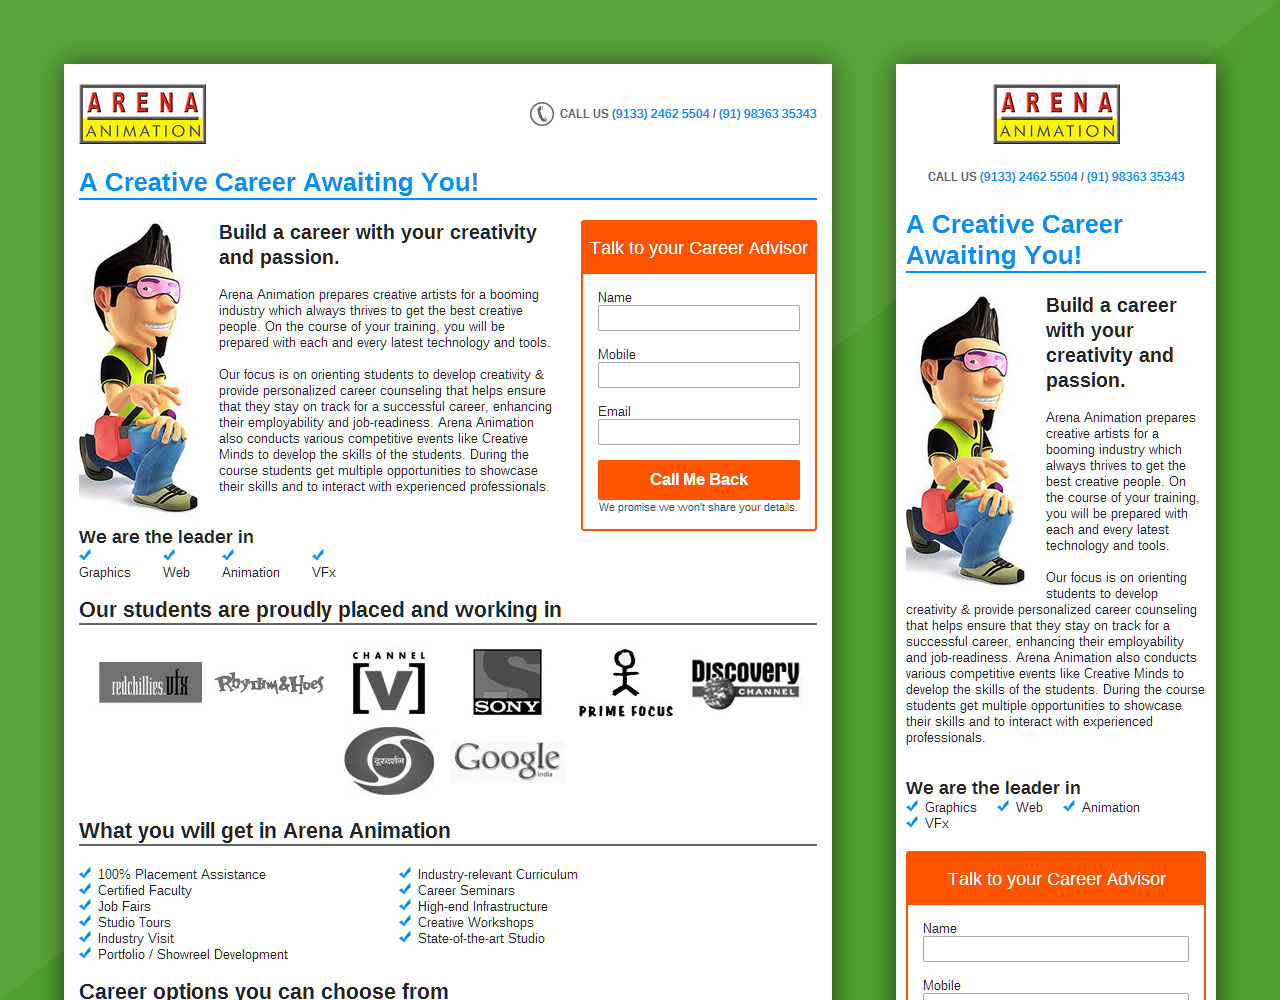 ARENA
ANIMATION
CALL US (9133) 2462 5504 / (91) 98363 35343
A Creative Career Awaiting You!
Build a career with your creativity
and passion.
Arena Animation prepares creative artists for a booming
industry which always thrives to get the best creative
people. On the course of your training, you will be
prepared with each and every latest technology and tools.
Our focus is on orienting students to develop creativity &
provide personalized career counseling that helps ensure
that they stay on track for a successful career, enhancing
their employability and job-readiness. Arena Animation
also conducts various competitive events like Creative
Minds to develop the skills of the students. During the
course students get multiple opportunities to showcase
their skills and to interact with experienced professionals.
Talk to your Career Advisor
Name
Mobile
Email
Call Me Back
We promise we won't share your details.
We are the leader in
Graphics Web Animation VFx
Our students are proudly placed and working in
redchillies.vfx Rhythm&Hues CHANNEL [V] SONY PRIME FOCUS Discovery CHANNEL
दूरदर्शन Google India
What you will get in Arena Animation
100% Placement Assistance
Certified Faculty
Job Fairs
Studio Tours
Industry Visit
Portfolio / Showreel Development
Industry-relevant Curriculum
Career Seminars
High-end Infrastructure
Creative Workshops
State-of-the-art Studio
Career options you can choose from
ARENA
ANIMATION
CALL US (9133) 2462 5504 / (91) 98363 35343
A Creative Career
Awaiting You!
Build a career
with your
creativity and
passion.
Arena Animation prepares
creative artists for a
booming industry which
always thrives to get the
best creative people. On
the course of your training,
you will be prepared with
each and every latest
technology and tools.
Our focus is on orienting
students to develop
creativity & provide personalized career counseling
that helps ensure that they stay on track for a
successful career, enhancing their employability
and job-readiness. Arena Animation also conducts
various competitive events like Creative Minds to
develop the skills of the students. During the course
students get multiple opportunities to showcase
their skills and to interact with experienced
professionals.
We are the leader in
Graphics Web Animation
VFx
Talk to your Career Advisor
Name
Mobile